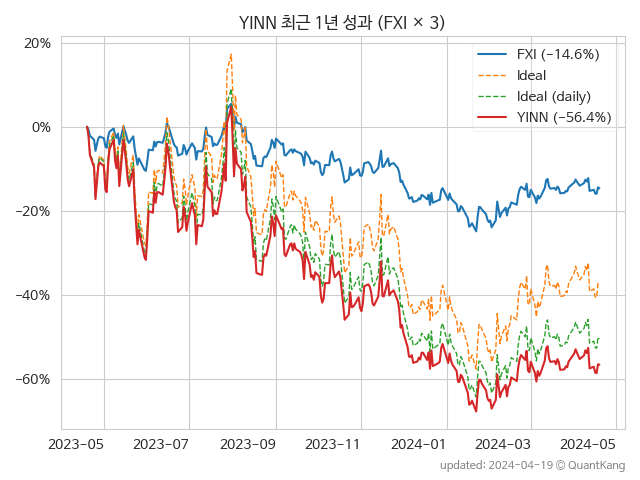 YINN 최근 1년 성과 (FXI × 3)
20%
0%
−20%
−40%
−60%
FXI (−14.6%)
Ideal
Ideal (daily)
YINN (−56.4%)
2023-05 2023-07 2023-09 2023-11 2024-01 2024-03 2024-05
updated: 2024-04-19 ⓒ QuantKang